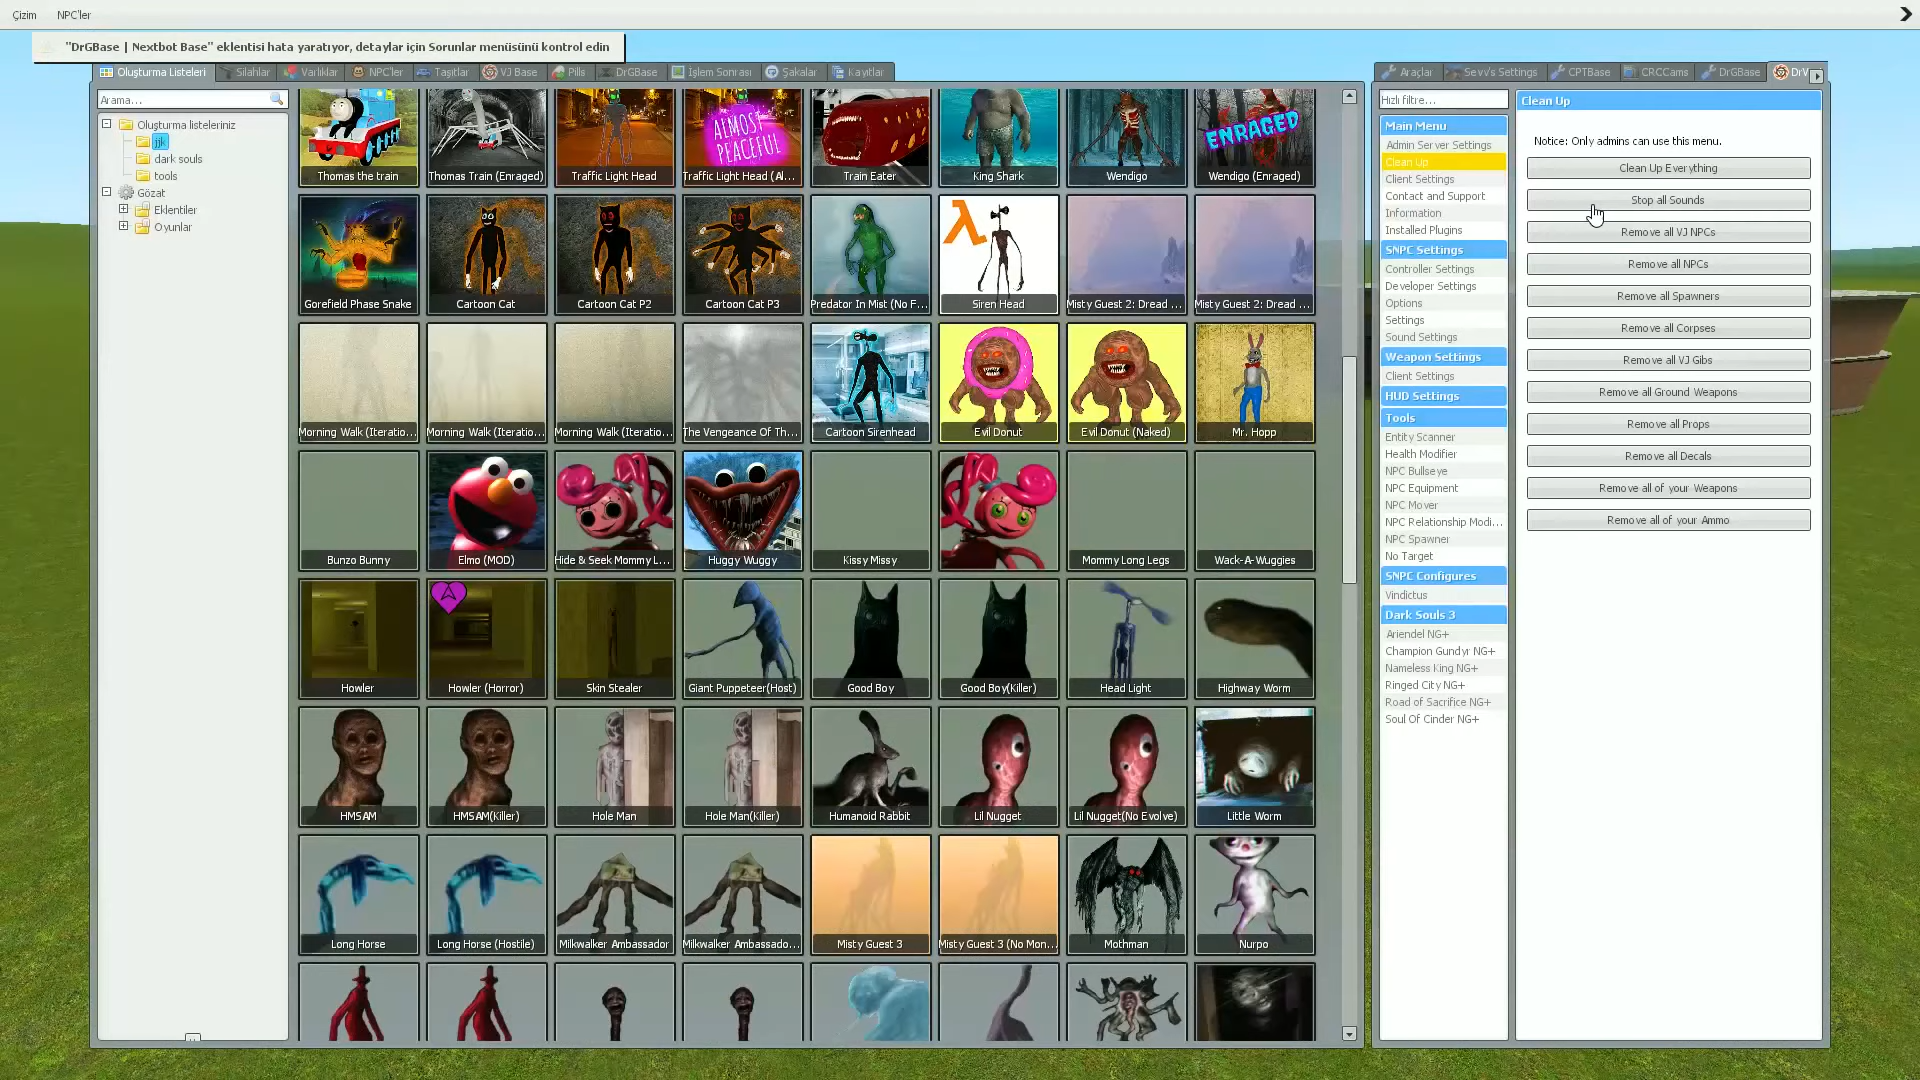 Çizim
NPC'ler
"DrGBase | Nextbot Base" eklentisi hata yaratıyor, detaylar için Sorunlar menüsünü kontrol edin
Oluşturma Listeleri
Silahlar
Varlıklar
NPC'ler
Taşıtlar
VJ Base
Pills
DrGBase
İşlem Sonrası
Şakalar
Kayıtlar
Arama...
Oluşturma listeleriniz
jjk
dark souls
tools
Gözat
Eklentiler
Oyunlar
Thomas the train
Thomas Train (Enraged)
Traffic Light Head
ALMOST PEACEFUL
Traffic Light Head (Al...
Train Eater
King Shark
Wendigo
ENRAGED
Wendigo (Enraged)
Gorefield Phase Snake
Cartoon Cat
Cartoon Cat P2
Cartoon Cat P3
Predator In Mist (No F...
Siren Head
Misty Guest 2: Dread ...
Misty Guest 2: Dread ...
Morning Walk (Iteratio...
Morning Walk (Iteratio...
Morning Walk (Iteratio...
The Vengeance Of Th...
Cartoon Sirenhead
Evil Donut
Evil Donut (Naked)
Mr. Hopp
Bunzo Bunny
Elmo (MOD)
Hide & Seek Mommy L...
Huggy Wuggy
Kissy Missy
Mommy Long Legs
Wack-A-Wuggies
Howler
Howler (Horror)
Skin Stealer
Giant Puppeteer(Host)
Good Boy
Good Boy(Killer)
Head Light
Highway Worm
HMSAM
HMSAM(Killer)
Hole Man
Hole Man(Killer)
Humanoid Rabbit
Lil Nugget
Lil Nugget(No Evolve)
Little Worm
Long Horse
Long Horse (Hostile)
Milkwalker Ambassador
Milkwalker Ambassado...
Misty Guest 3
Misty Guest 3 (No Mon...
Mothman
Nurpo
Araçlar
Sevv's Settings
CPTBase
CRCCams
DrGBase
DrV
Hızlı filtre...
Main Menu
Admin Server Settings
Clean Up
Client Settings
Contact and Support
Information
Installed Plugins
SNPC Settings
Controller Settings
Developer Settings
Options
Settings
Sound Settings
Weapon Settings
Client Settings
HUD Settings
Tools
Entity Scanner
Health Modifier
NPC Bullseye
NPC Equipment
NPC Mover
NPC Relationship Modi...
NPC Spawner
No Target
SNPC Configures
Vindictus
Dark Souls 3
Ariendel NG+
Champion Gundyr NG+
Nameless King NG+
Ringed City NG+
Road of Sacrifice NG+
Soul Of Cinder NG+
Clean Up
Notice: Only admins can use this menu.
Clean Up Everything
Stop all Sounds
Remove all VJ NPCs
Remove all NPCs
Remove all Spawners
Remove all Corpses
Remove all VJ Gibs
Remove all Ground Weapons
Remove all Props
Remove all Decals
Remove all of your Weapons
Remove all of your Ammo